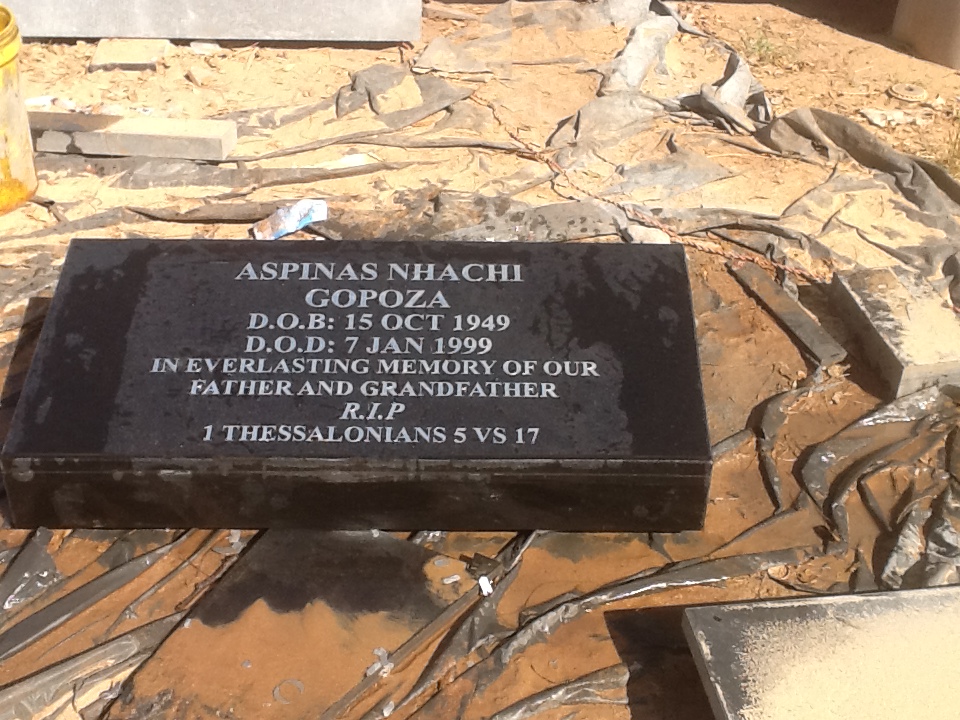 ASPINAS NHACHI
GOPOZA
D.O.B: 15 OCT 1949
D.O.D: 7 JAN 1999
IN EVERLASTING MEMORY OF OUR
FATHER AND GRANDFATHER
R.I.P
1 THESSALONIANS 5 VS 17